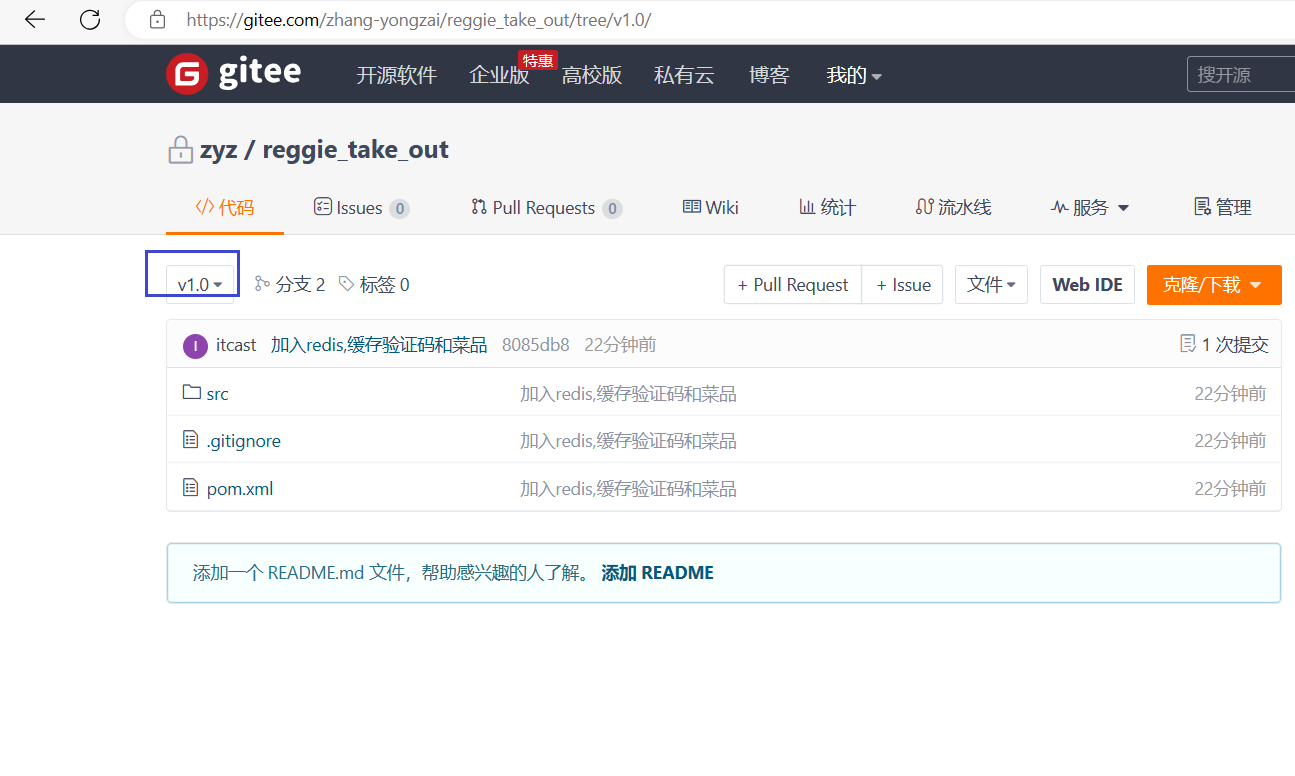 https://gitee.com/zhang-yongzai/reggie_take_out/tree/v1.0/
G gitee 开源软件 企业版 特惠 高校版 私有云 博客 我的 搜开源
zyz / reggie_take_out
代码 Issues 0 Pull Requests 0 Wiki 统计 流水线 服务 管理
v1.0 分支 2 标签 0 + Pull Request + Issue 文件 Web IDE 克隆/下载
I itcast 加入redis,缓存验证码和菜品 8085db8 22分钟前 1 次提交
src 加入redis,缓存验证码和菜品 22分钟前
.gitignore 加入redis,缓存验证码和菜品 22分钟前
pom.xml 加入redis,缓存验证码和菜品 22分钟前
添加一个 README.md 文件，帮助感兴趣的人了解。 添加 README